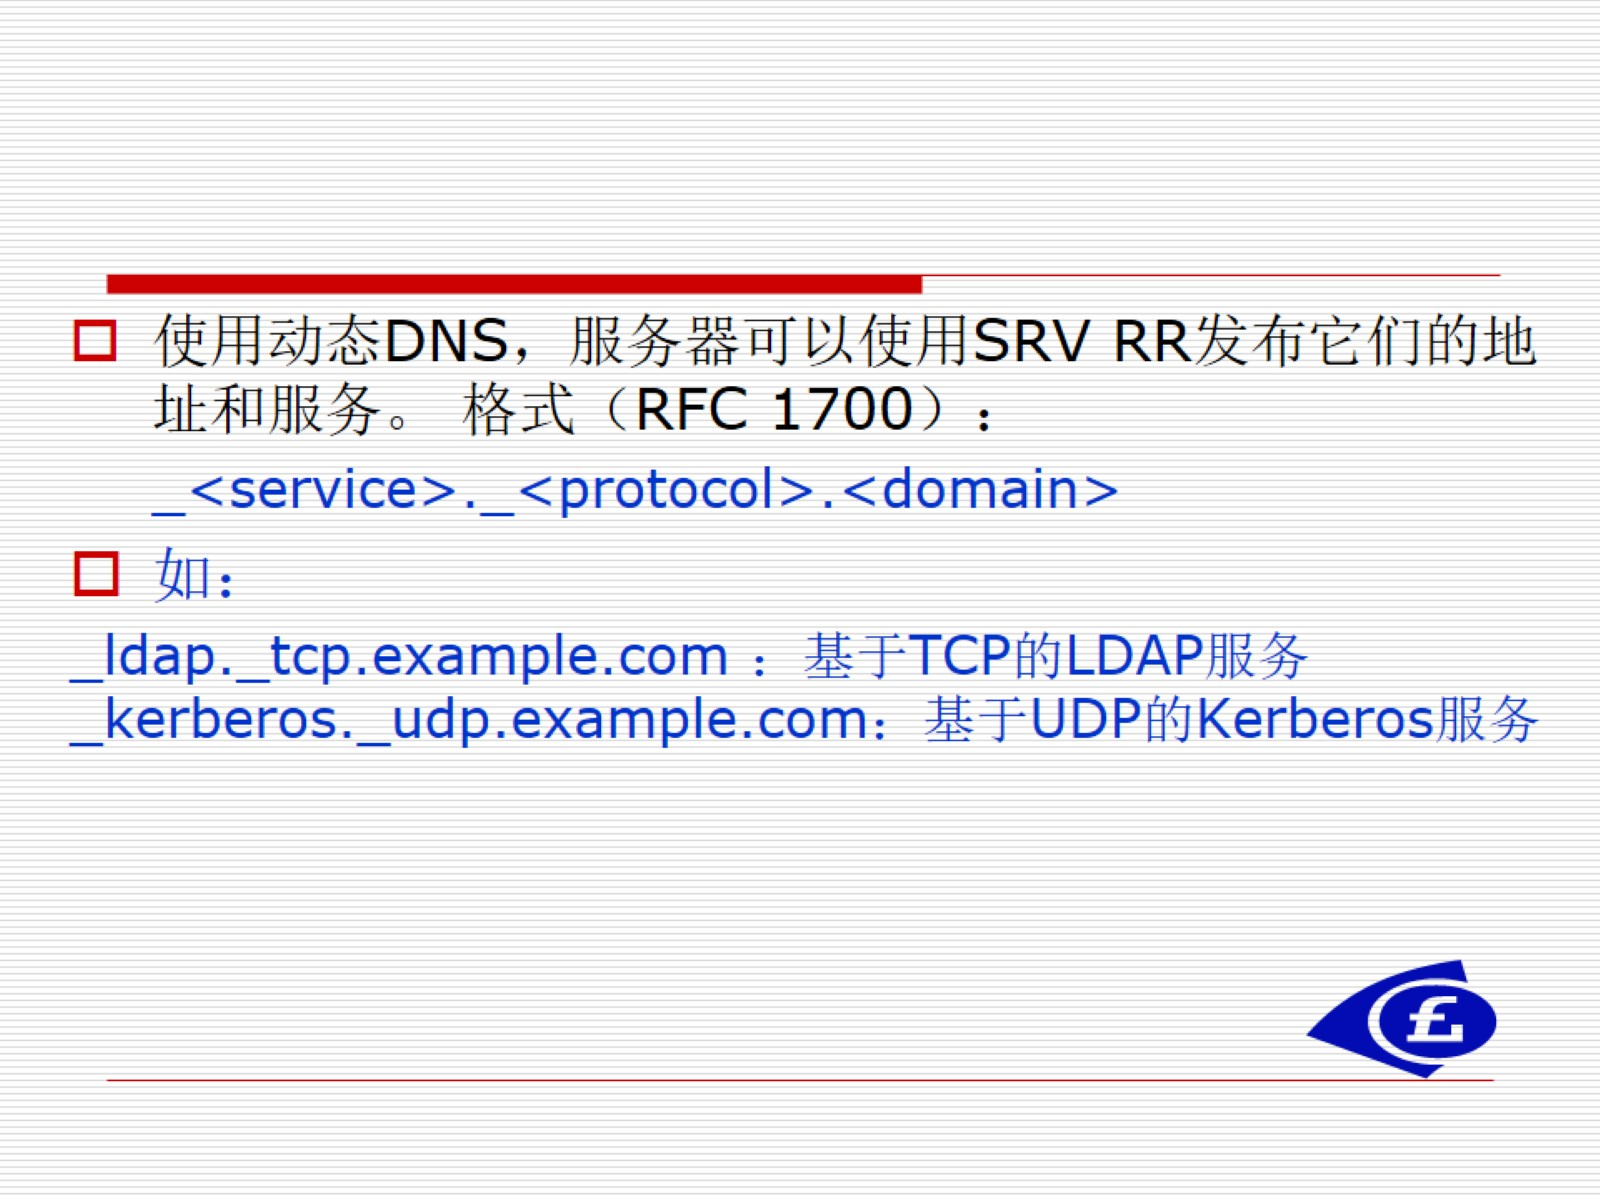 使用动态DNS，服务器可以使用SRV RR发布它们的地
址和服务。 格式（RFC 1700）：
_<service>._<protocol>.<domain>
如：
_ldap._tcp.example.com ：基于TCP的LDAP服务
_kerberos._udp.example.com：基于UDP的Kerberos服务
£